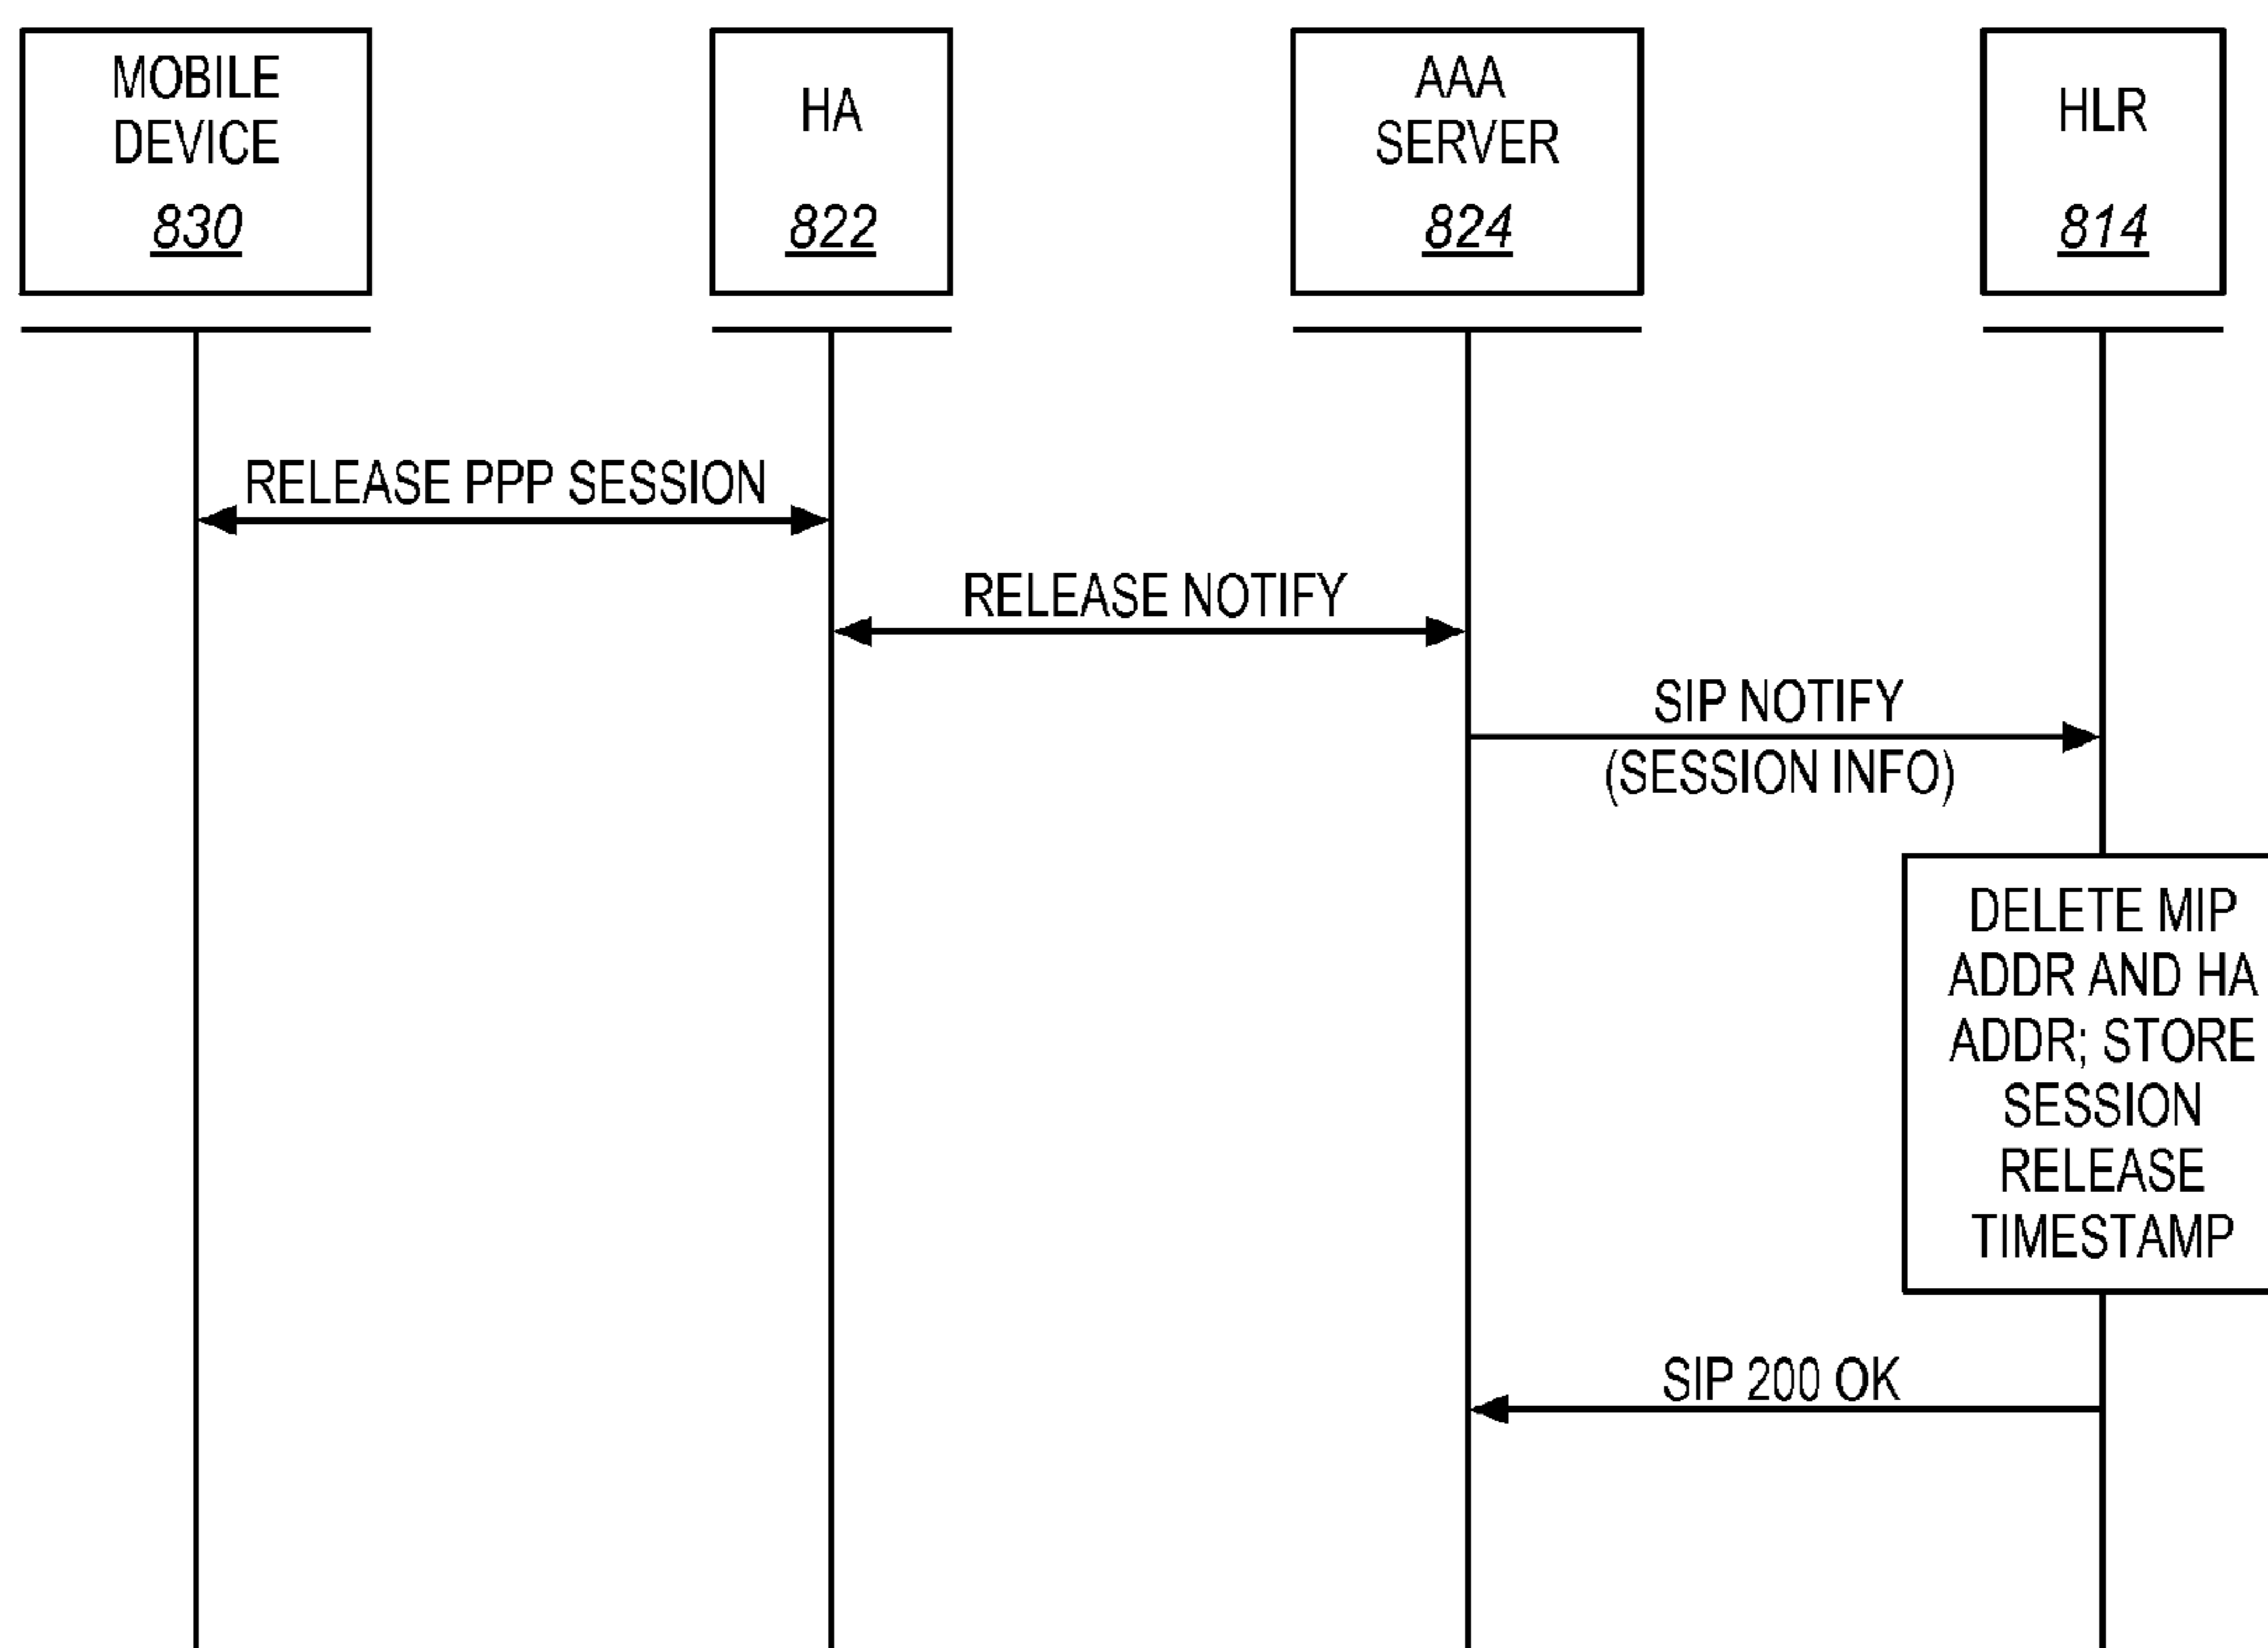 MOBILE
DEVICE
830
HA
822
AAA
SERVER
824
HLR
814
RELEASE PPP SESSION
RELEASE NOTIFY
SIP NOTIFY
(SESSION INFO)
DELETE MIP
ADDR AND HA
ADDR; STORE
SESSION
RELEASE
TIMESTAMP
SIP 200 OK